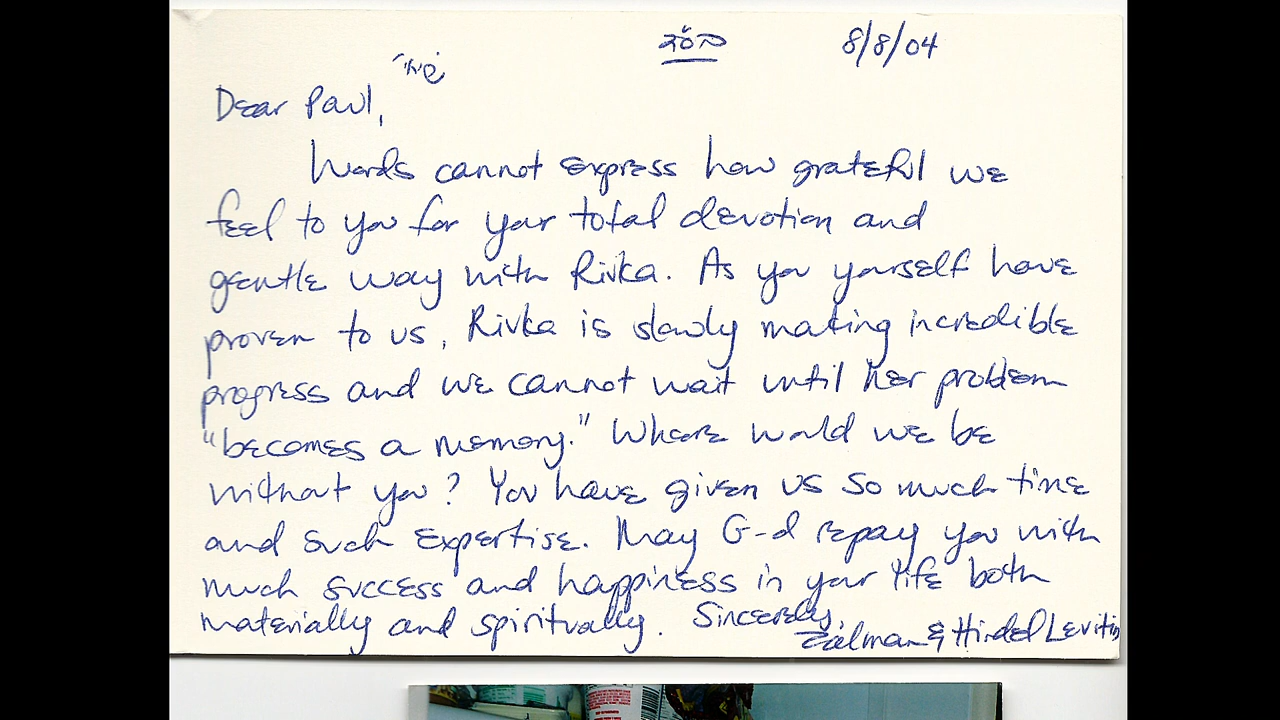 בס"ד 8/8/04
שיחי'
Dear Paul,
Words cannot express how grateful we
feel to you for your total devotion and
gentle way with Rivka. As you yourself have
proven to us, Rivka is slowly making incredible
progress and we cannot wait until her problem
"becomes a memory." Where would we be
without you? You have given us so much time
and such expertise. May G-d repay you with
much success and happiness in your life both
materially and spiritually. Sincerely,
Zalman & Hindel Levitin